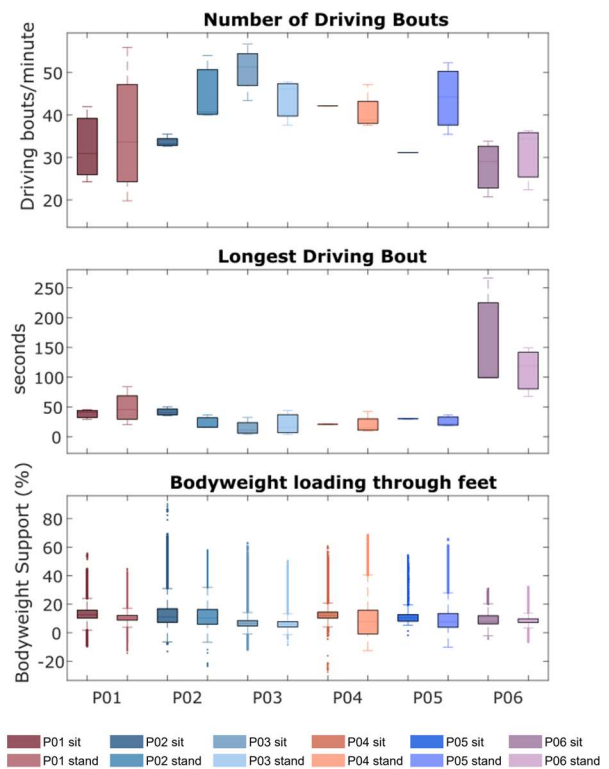 Number of Driving Bouts
Driving bouts/minute
50
40
30
20
Longest Driving Bout
seconds
250
200
150
100
50
0
Bodyweight loading through feet
Bodyweight Support (%)
80
60
40
20
0
-20
P01 P02 P03 P04 P05 P06
P01 sit P02 sit P03 sit P04 sit P05 sit P06 sit
P01 stand P02 stand P03 stand P04 stand P05 stand P06 stand